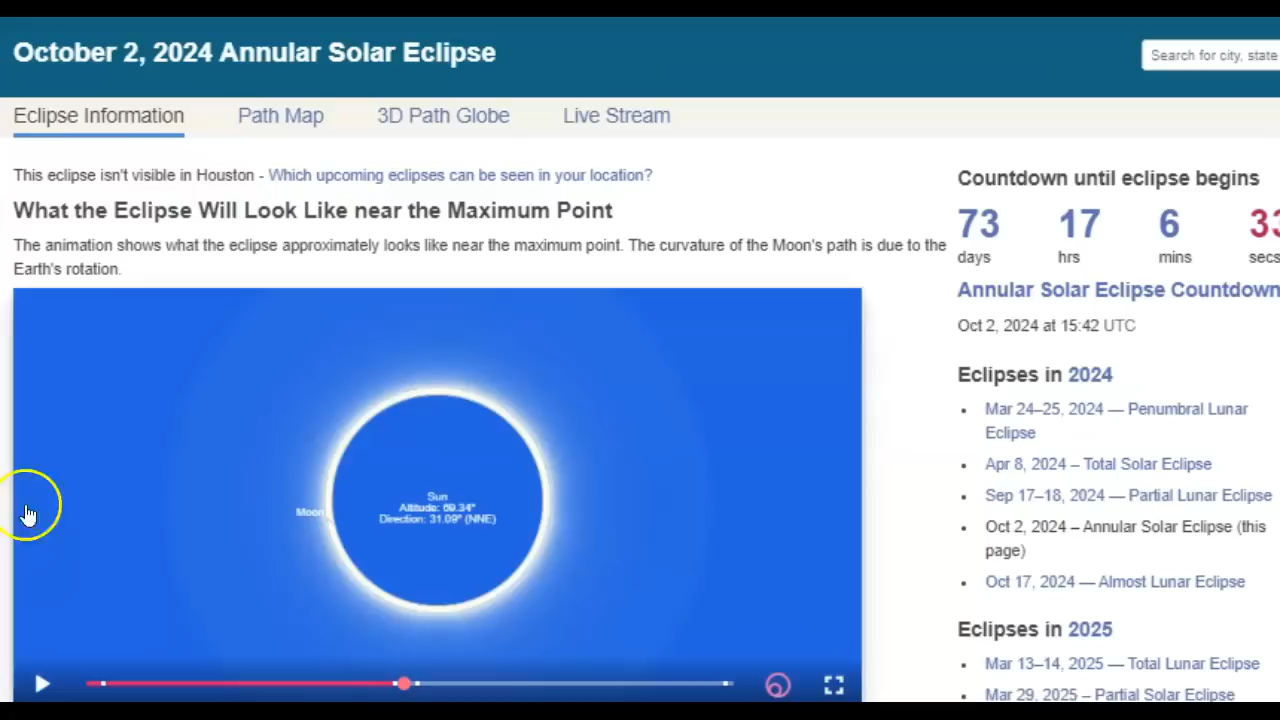 October 2, 2024 Annular Solar Eclipse
Search for city, state
Eclipse Information
Path Map
3D Path Globe
Live Stream
This eclipse isn't visible in Houston - Which upcoming eclipses can be seen in your location?
What the Eclipse Will Look Like near the Maximum Point
The animation shows what the eclipse approximately looks like near the maximum point. The curvature of the Moon's path is due to the
Earth's rotation.
Sun
Altitude: 69.34°
Direction: 31.09° (NNE)
Moon
Countdown until eclipse begins
73 17 6 33
days hrs mins secs
Annular Solar Eclipse Countdown
Oct 2, 2024 at 15:42 UTC
Eclipses in 2024
Mar 24–25, 2024 — Penumbral Lunar
Eclipse
Apr 8, 2024 – Total Solar Eclipse
Sep 17–18, 2024 — Partial Lunar Eclipse
Oct 2, 2024 – Annular Solar Eclipse (this
page)
Oct 17, 2024 — Almost Lunar Eclipse
Eclipses in 2025
Mar 13–14, 2025 — Total Lunar Eclipse
Mar 29, 2025 – Partial Solar Eclipse